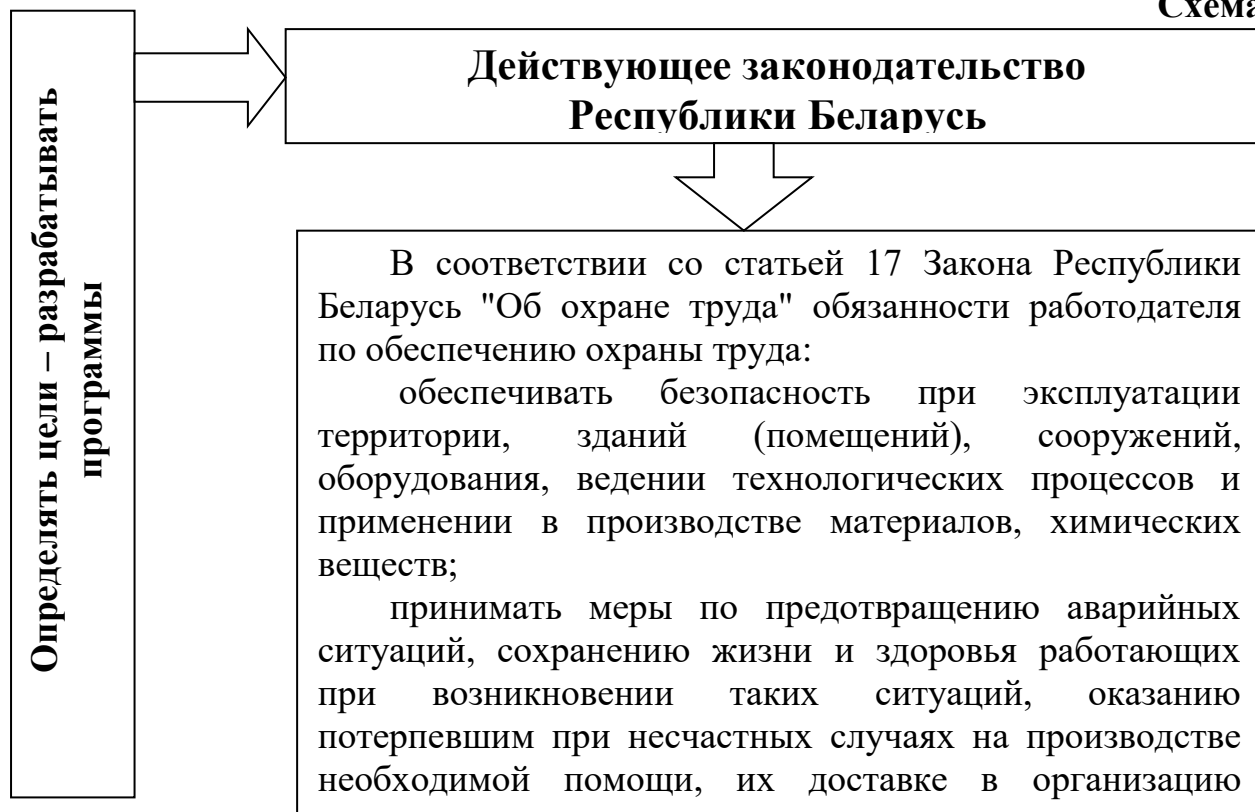 Схема
Определять цели – разрабатывать
программы
Действующее законодательство
Республики Беларусь
В соответствии со статьей 17 Закона Республики
Беларусь "Об охране труда" обязанности работодателя
по обеспечению охраны труда:
обеспечивать безопасность при эксплуатации
территории, зданий (помещений), сооружений,
оборудования, ведении технологических процессов и
применении в производстве материалов, химических
веществ;
принимать меры по предотвращению аварийных
ситуаций, сохранению жизни и здоровья работающих
при возникновении таких ситуаций, оказанию
потерпевшим при несчастных случаях на производстве
необходимой помощи, их доставке в организацию